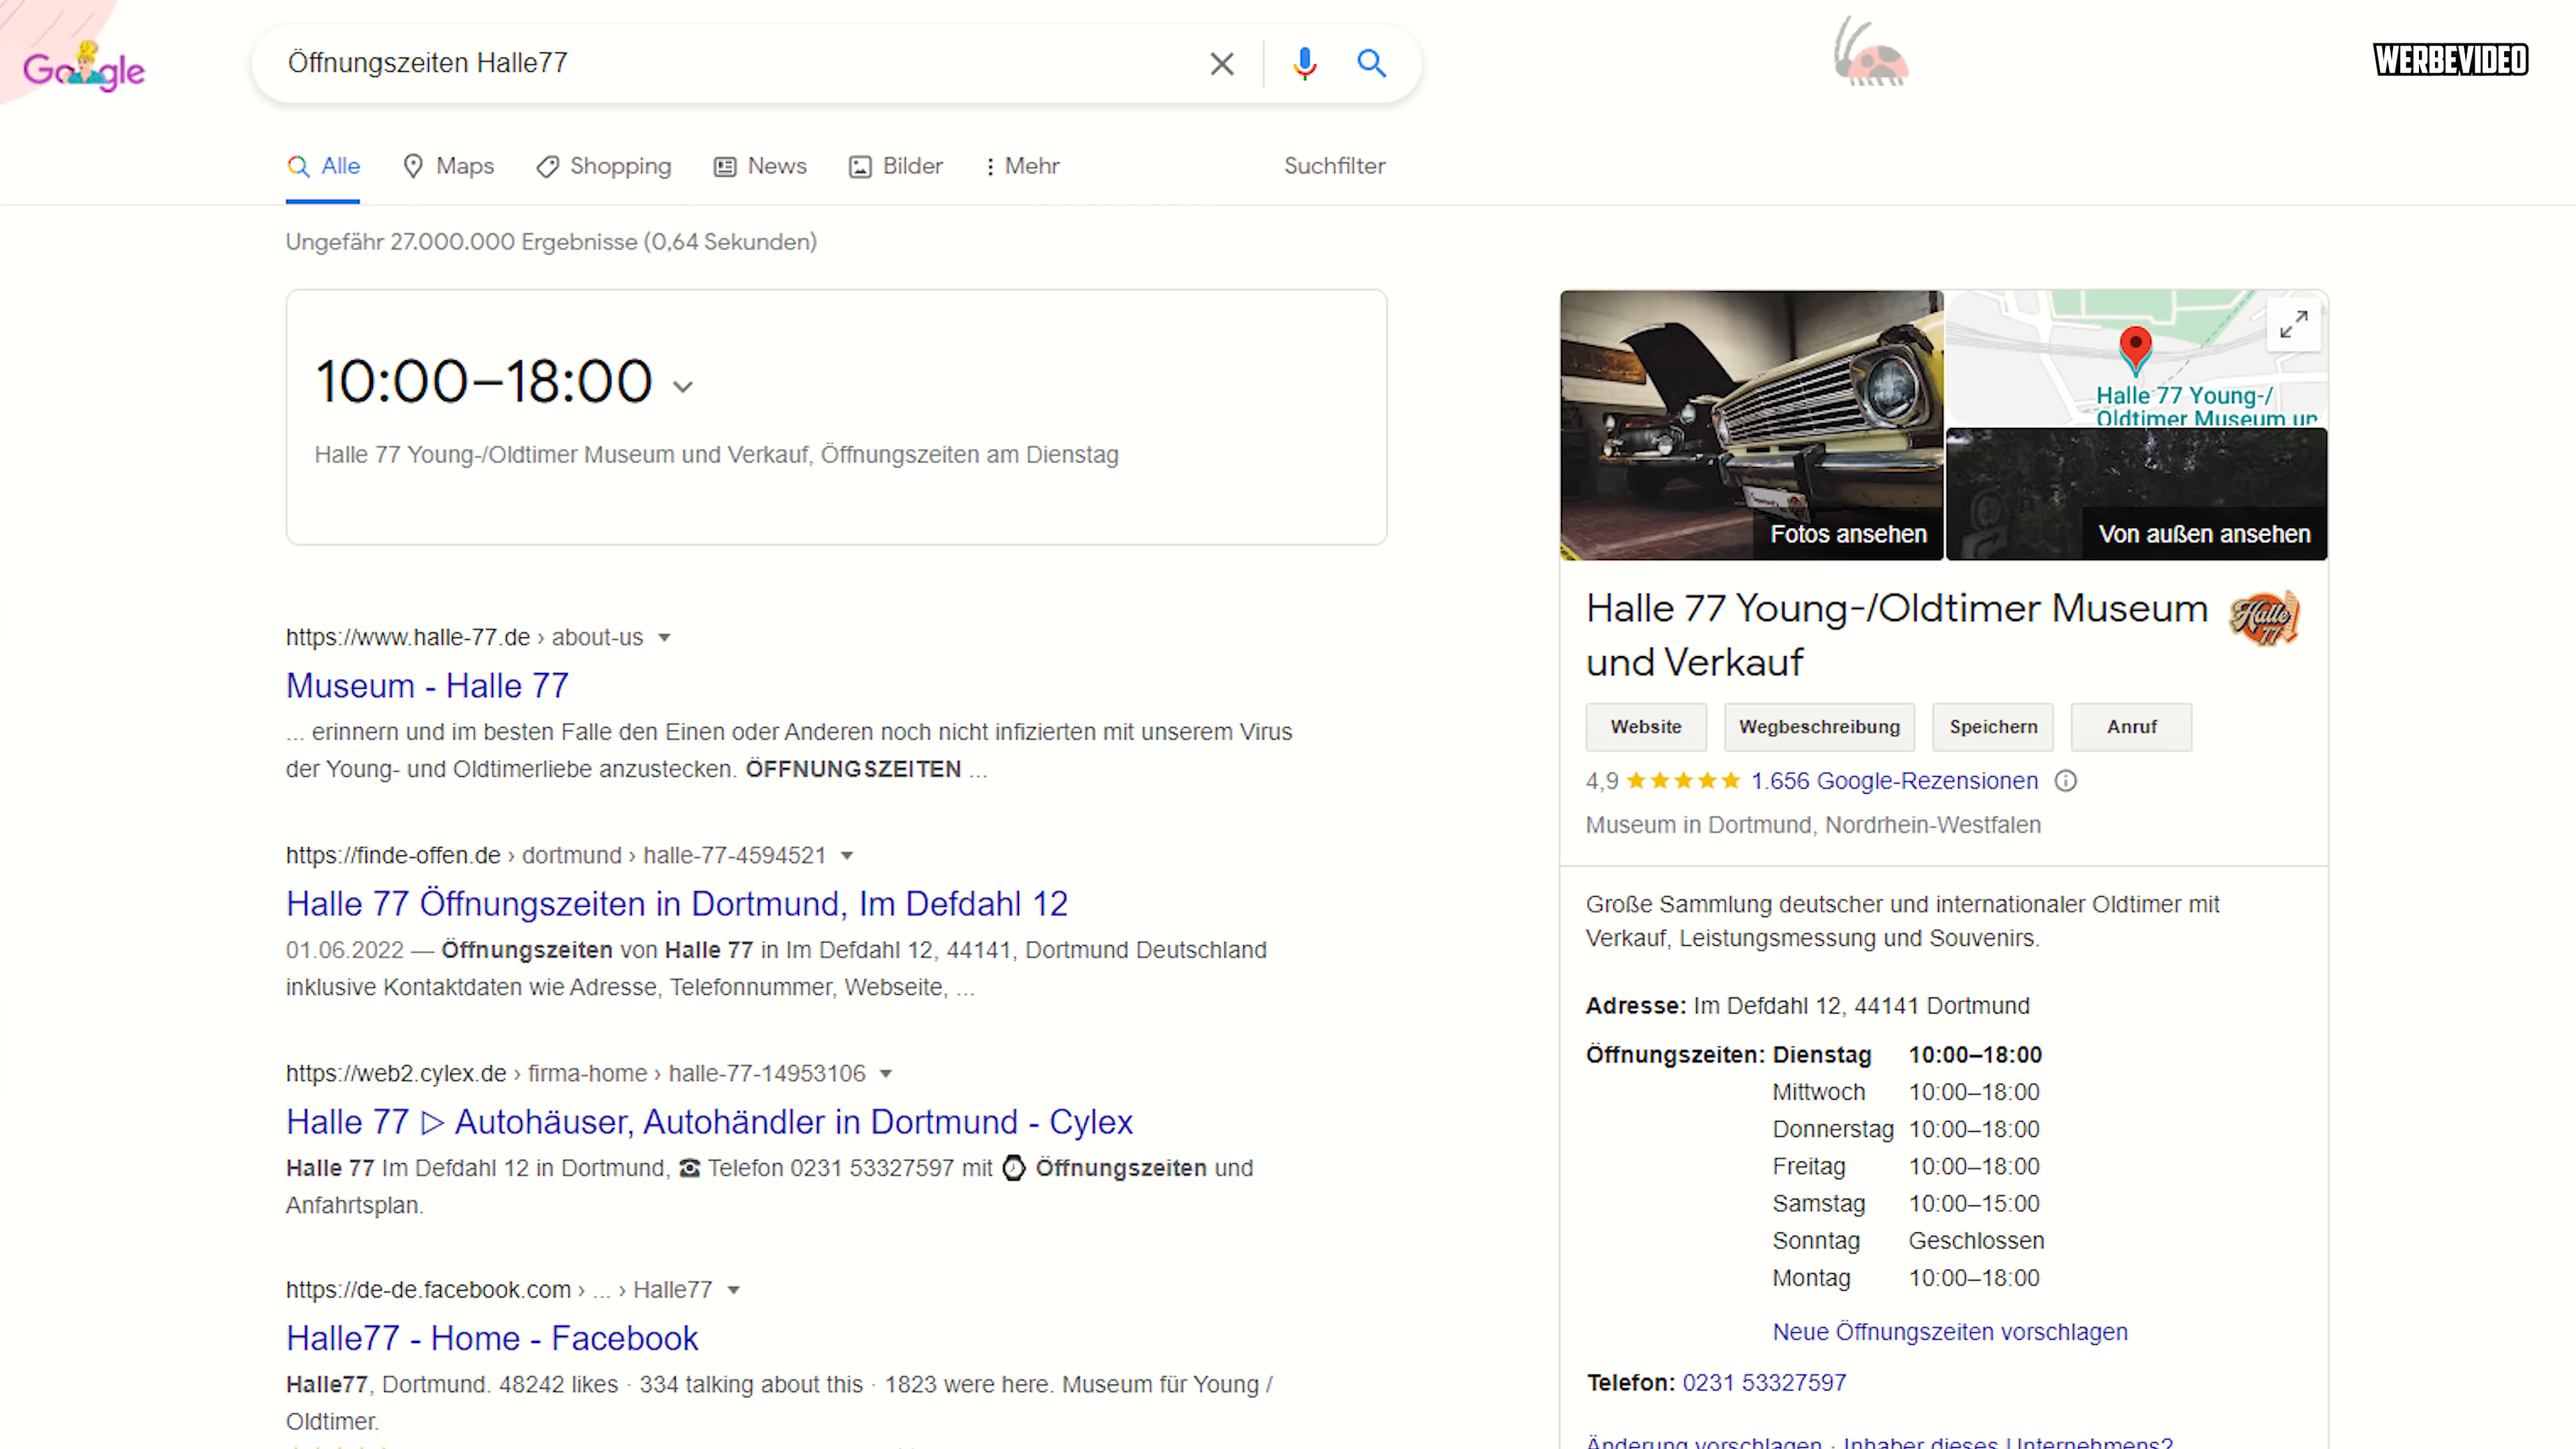 Google
Öffnungszeiten Halle77
WERBEVIDEO
Alle
Maps
Shopping
News
Bilder
Mehr
Suchfilter
Ungefähr 27.000.000 Ergebnisse (0,64 Sekunden)
10:00–18:00
Halle 77 Young-/Oldtimer Museum und Verkauf, Öffnungszeiten am Dienstag
https://www.halle-77.de › about-us
Museum - Halle 77
... erinnern und im besten Falle den Einen oder Anderen noch nicht infizierten mit unserem Virus
der Young- und Oldtimerliebe anzustecken. ÖFFNUNGSZEITEN ...
https://finde-offen.de › dortmund › halle-77-4594521
Halle 77 Öffnungszeiten in Dortmund, Im Defdahl 12
01.06.2022 — Öffnungszeiten von Halle 77 in Im Defdahl 12, 44141, Dortmund Deutschland
inklusive Kontaktdaten wie Adresse, Telefonnummer, Webseite, ...
https://web2.cylex.de › firma-home › halle-77-14953106
Halle 77 ▷ Autohäuser, Autohändler in Dortmund - Cylex
Halle 77 Im Defdahl 12 in Dortmund, ☎ Telefon 0231 53327597 mit ⌚ Öffnungszeiten und
Anfahrtsplan.
https://de-de.facebook.com › ... › Halle77
Halle77 - Home - Facebook
Halle77, Dortmund. 48242 likes · 334 talking about this · 1823 were here. Museum für Young /
Oldtimer.
Halle 77 Young-/
Oldtimer Museum un
Fotos ansehen
Von außen ansehen
Halle 77 Young-/Oldtimer Museum
und Verkauf
Halle
77
Website
Wegbeschreibung
Speichern
Anruf
4,9 ★★★★★ 1.656 Google-Rezensionen
Museum in Dortmund, Nordrhein-Westfalen
Große Sammlung deutscher und internationaler Oldtimer mit
Verkauf, Leistungsmessung und Souvenirs.
Adresse: Im Defdahl 12, 44141 Dortmund
Öffnungszeiten: Dienstag 10:00–18:00
Mittwoch 10:00–18:00
Donnerstag 10:00–18:00
Freitag 10:00–18:00
Samstag 10:00–15:00
Sonntag Geschlossen
Montag 10:00–18:00
Neue Öffnungszeiten vorschlagen
Telefon: 0231 53327597
Änderung vorschlagen · Inhaber dieses Unternehmens?